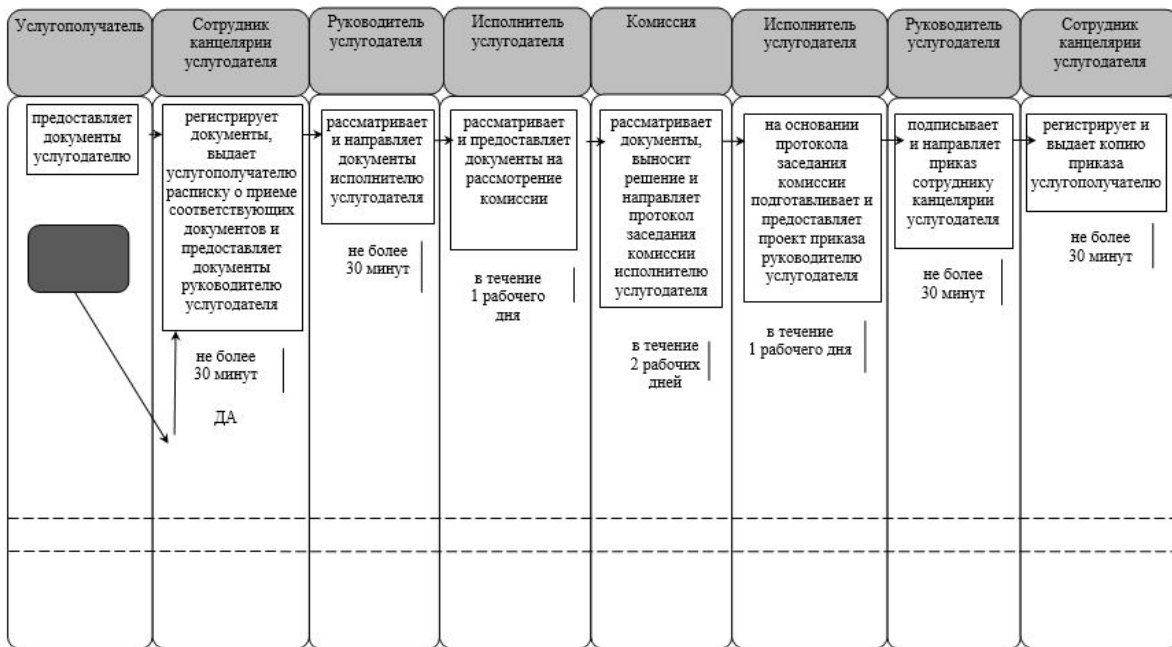 Услугополучатель
Сотрудник
канцелярии
услугодателя
Руководитель
услугодателя
Исполнитель
услугодателя
Комиссия
Исполнитель
услугодателя
Руководитель
услугодателя
Сотрудник
канцелярии
услугодателя
предоставляет
документы
услугодателю
регистрирует
документы,
выдает
услугополучателю
расписку о приеме
соответствующих
документов и
предоставляет
документы
руководителю
услугодателя
не более
30 минут
ДА
рассматривает
и направляет
документы
исполнителю
услугодателя
не более
30 минут
рассматривает
и предоставляет
документы на
рассмотрение
комиссии
в течение
1 рабочего
дня
рассматривает
документы,
выносит
решение и
направляет
протокол
заседания
комиссии
исполнителю
услугодателя
в течение
2 рабочих
дней
на основании
протокола
заседания
комиссии
подготавливает и
предоставляет
проект приказа
руководителю
услугодателя
в течение
1 рабочего дня
подписывает
и направляет
приказ
сотруднику
канцелярии
услугодателя
не более
30 минут
регистрирует и
выдает копию
приказа
услугополучателю
не более
30 минут